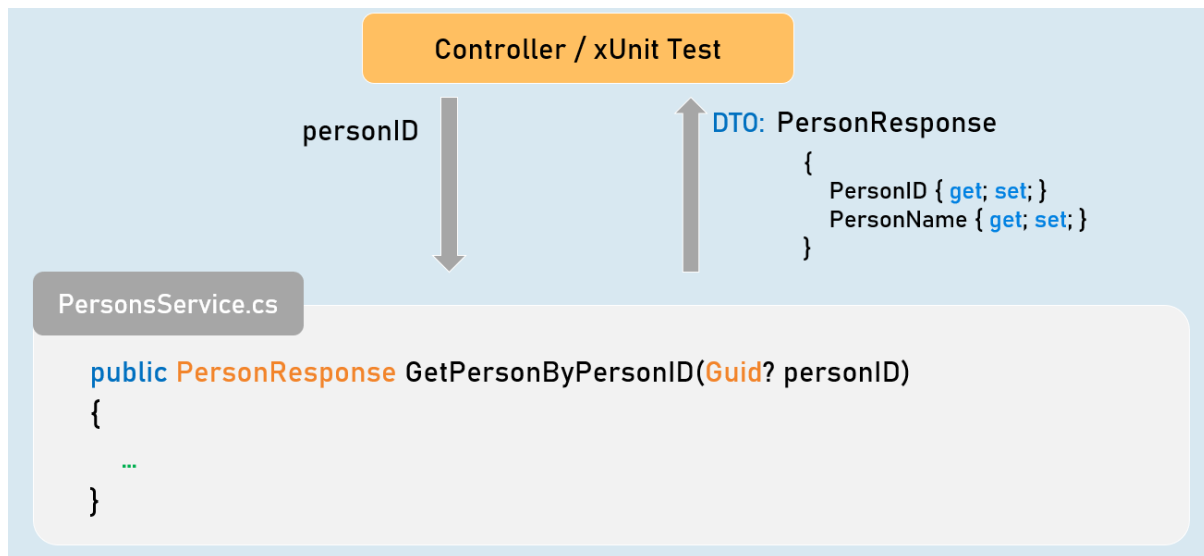 Controller / xUnit Test
personID
DTO: PersonResponse
{
PersonID { get; set; }
PersonName { get; set; }
}
PersonsService.cs
public PersonResponse GetPersonByPersonID(Guid? personID)
{
...
}